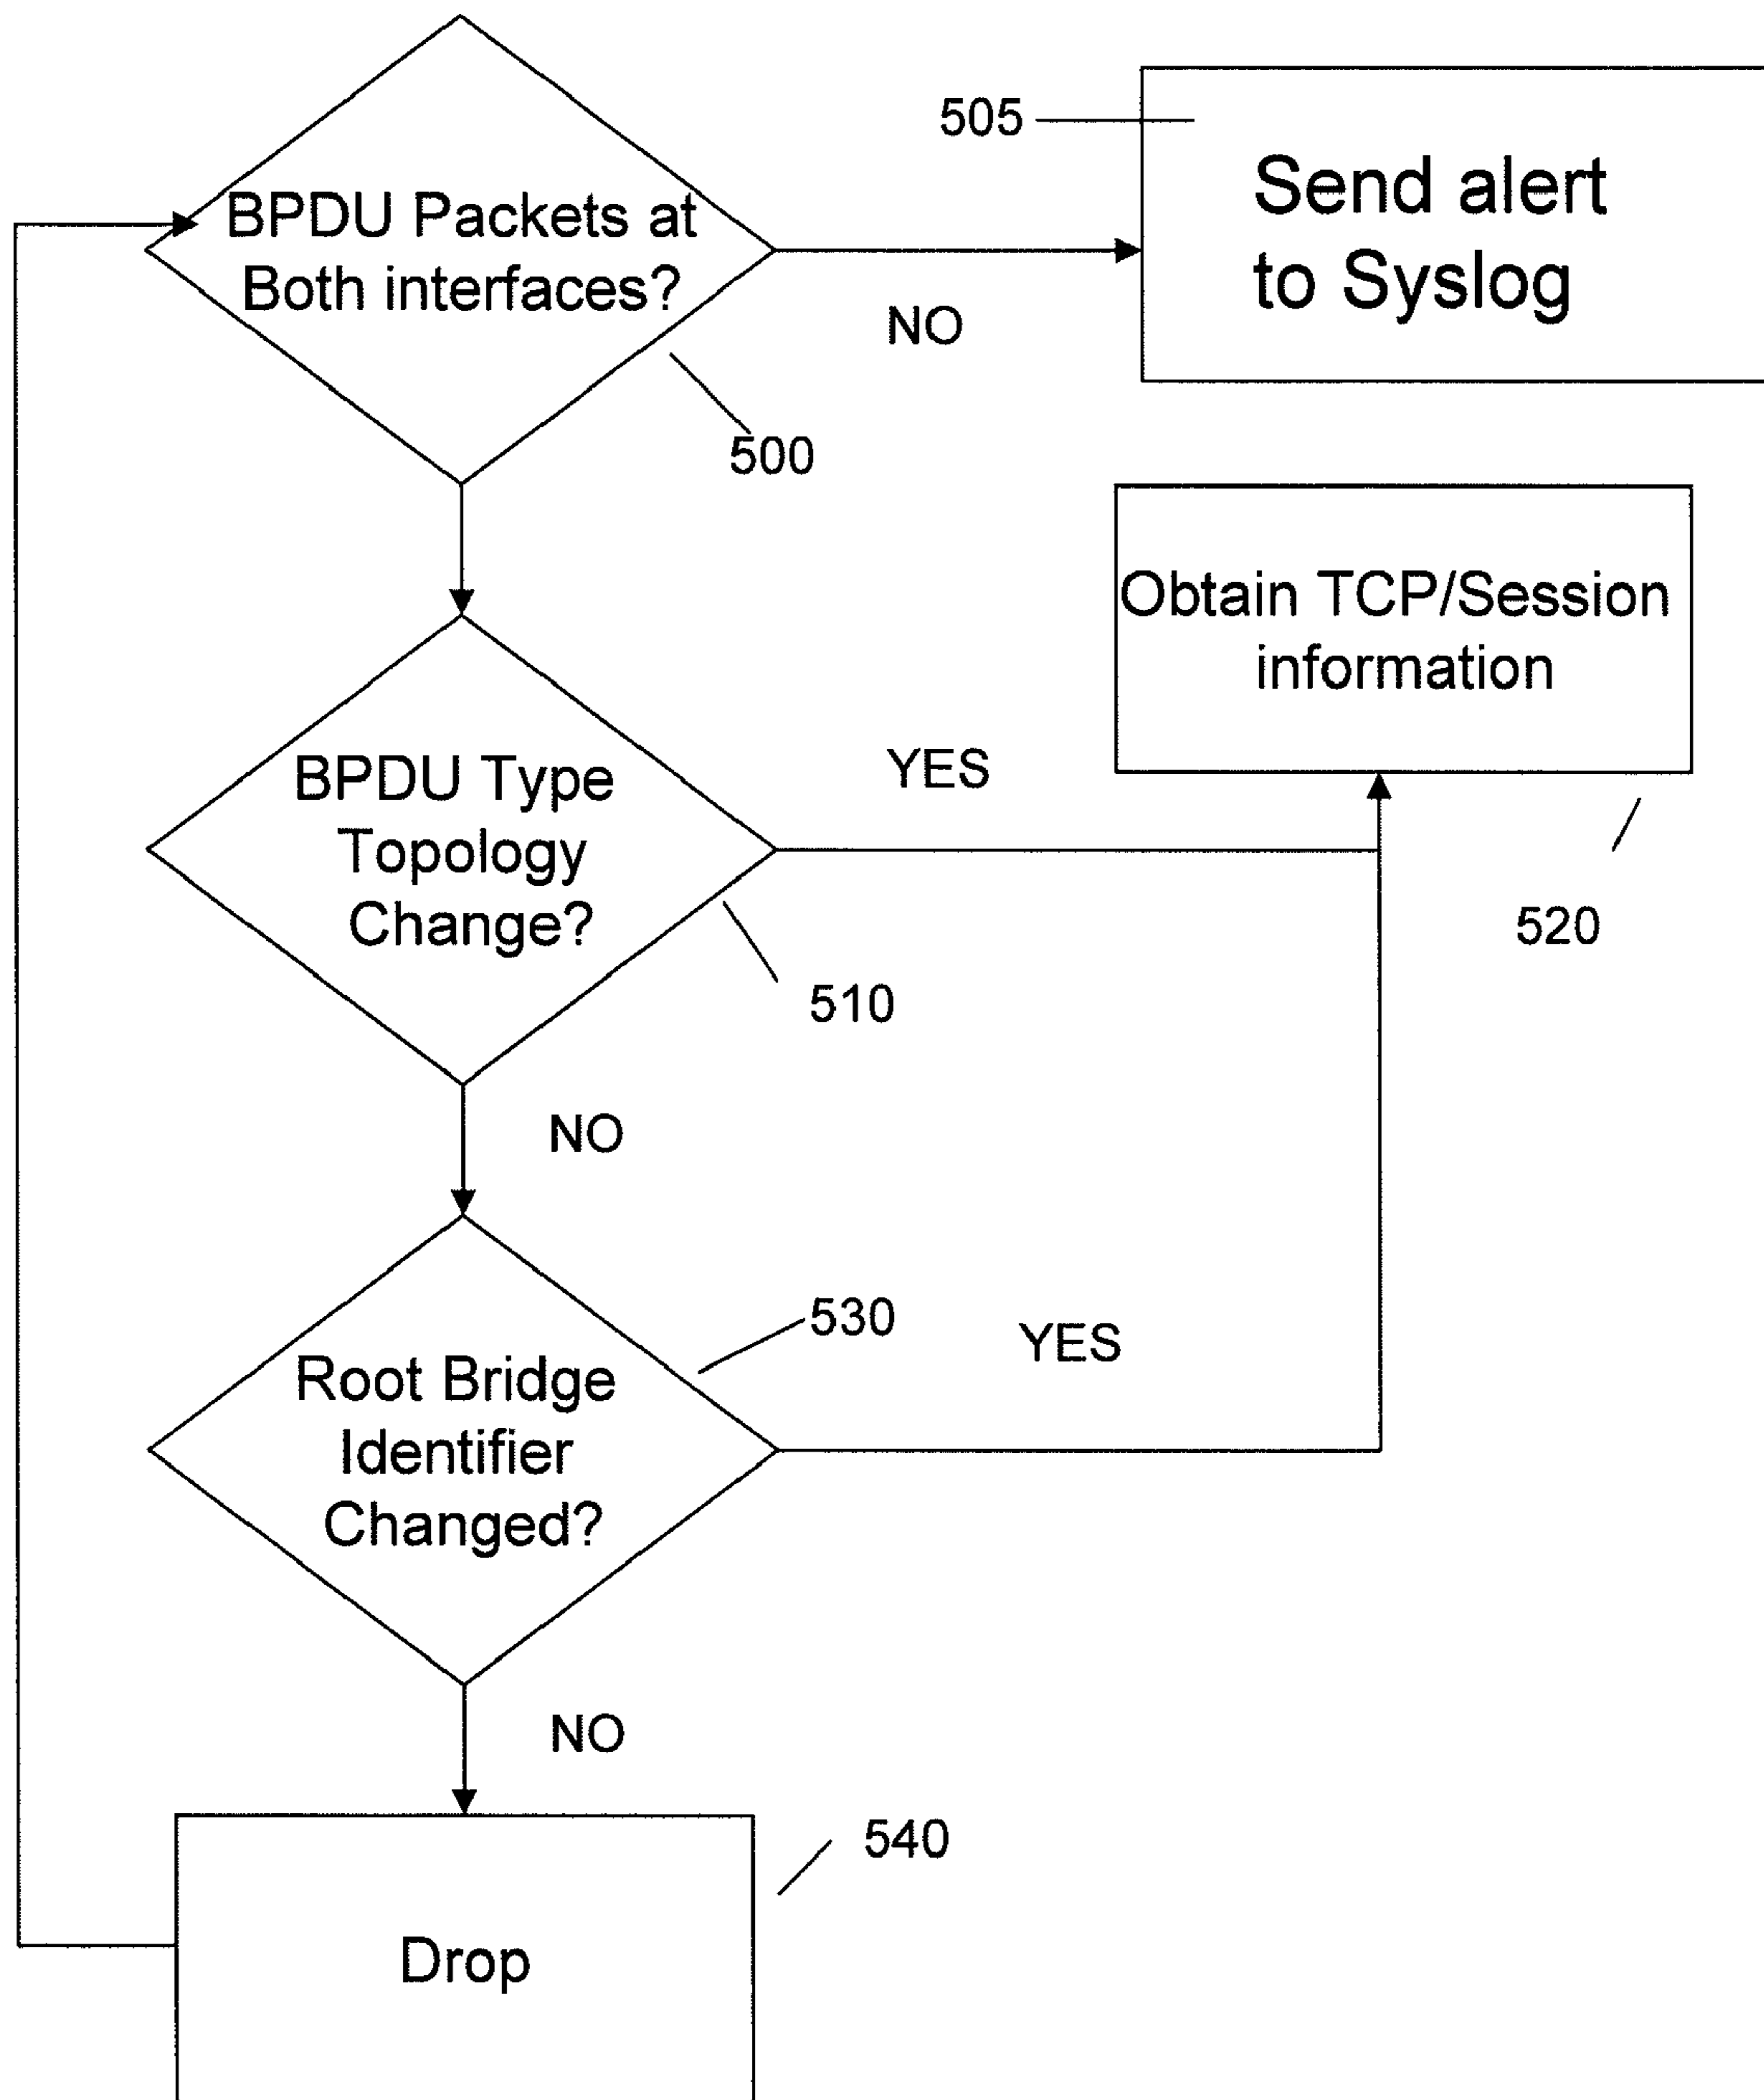 505
Send alert
to Syslog
BPDU Packets at
Both interfaces?
NO
500
Obtain TCP/Session
information
520
BPDU Type
Topology
Change?
YES
510
NO
530
Root Bridge
Identifier
Changed?
YES
NO
540
Drop